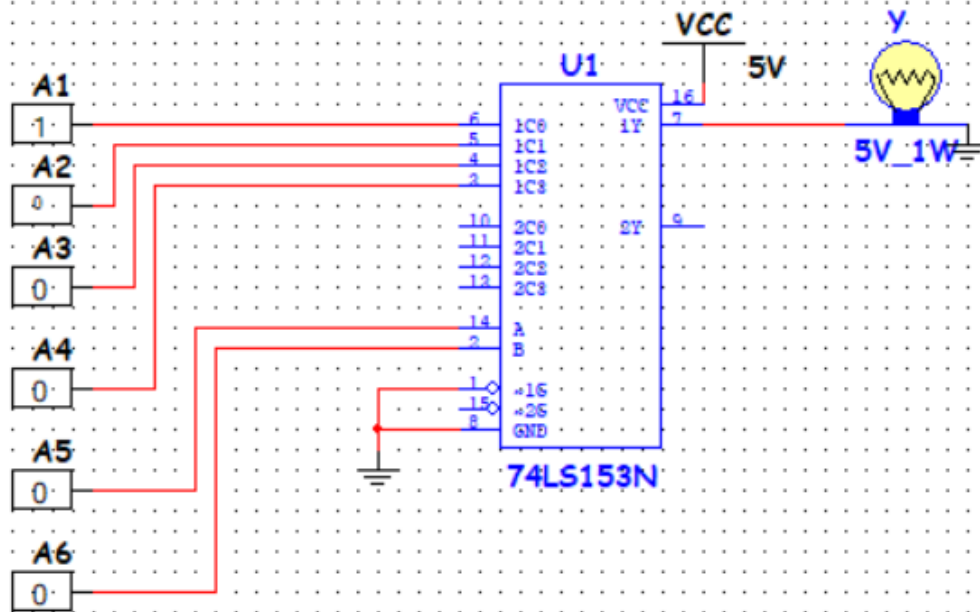 A1
1
A2
0
A3
0
A4
0
A5
0
A6
0
U1
VCC
5V
6 1C0
5 1C1
4 1C2
3 1C3
10 2C0
11 2C1
12 2C2
13 2C3
14 A
2 B
1 ~1G
15 ~2G
8 GND
VCC 16
1Y 7
2Y 9
74LS153N
Y
5V_1W